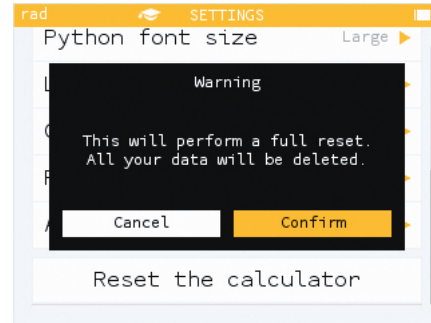 rad SETTINGS
Python font size Large
Warning
This will perform a full reset.
All your data will be deleted.
Cancel Confirm
Reset the calculator